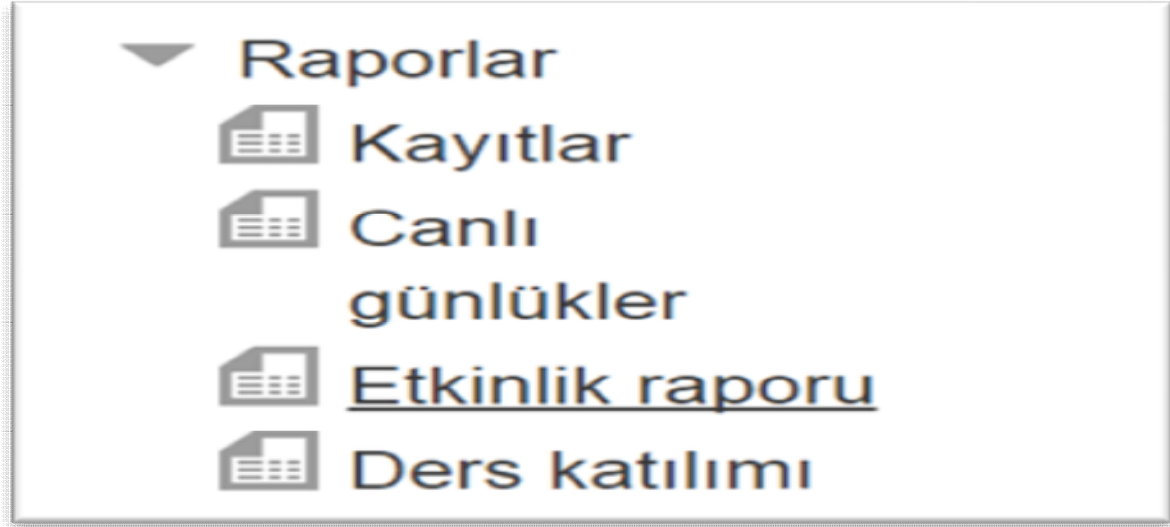 Raporlar
Kayıtlar
Canlı
günlükler
Etkinlik raporu
Ders katılımı